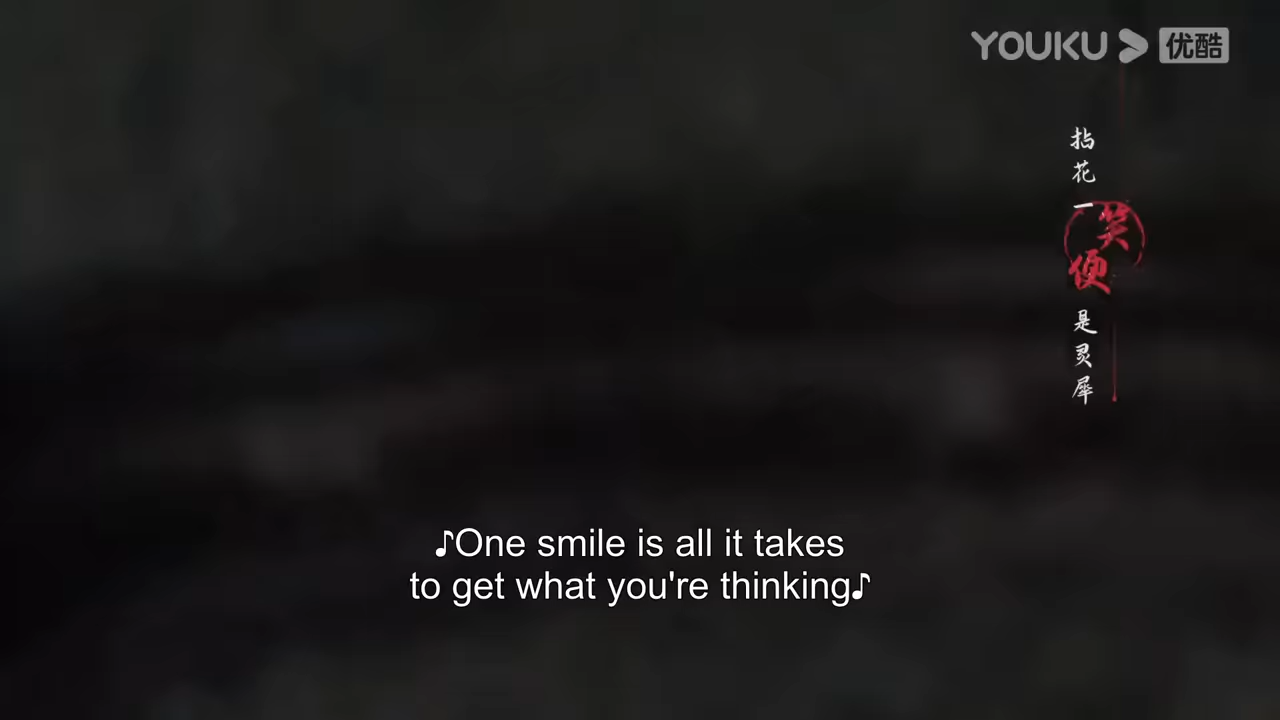 YOUKU 优酷
拈花一笑便是灵犀
♪One smile is all it takes
to get what you're thinking♪